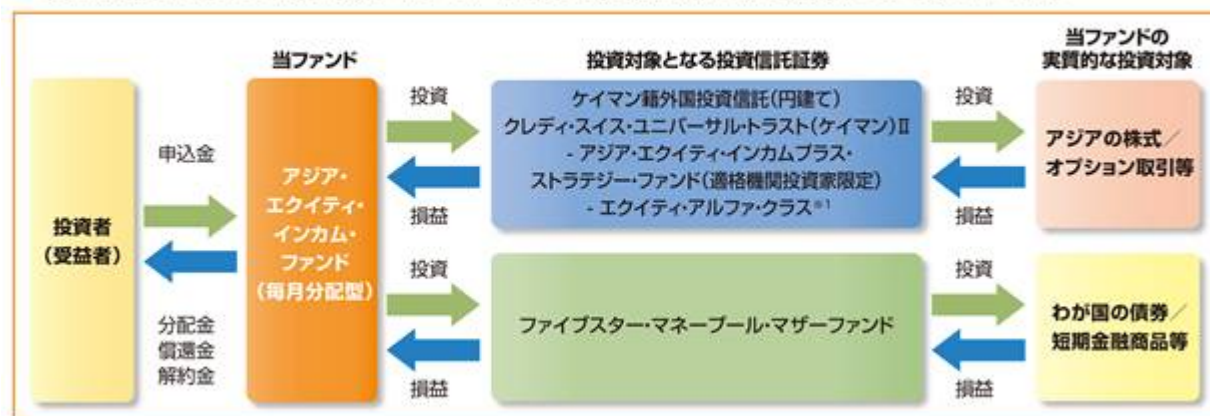 当ファンド
投資対象となる投資信託証券
当ファンドの
実質的な投資対象
投資者
(受益者)
申込金
分配金
償還金
解約金
アジア・
エクイティ・
インカム・
ファンド
(毎月分配型)
投資
損益
ケイマン籍外国投資信託(円建て)
クレディ・スイス・ユニバーサル・トラスト(ケイマン)Ⅱ
- アジア・エクイティ・インカムプラス・
ストラテジー・ファンド(適格機関投資家限定)
- エクイティ・アルファ・クラス※1
投資
損益
アジアの株式/
オプション取引等
投資
損益
ファイブスター・マネープール・マザーファンド
投資
損益
わが国の債券/
短期金融商品等